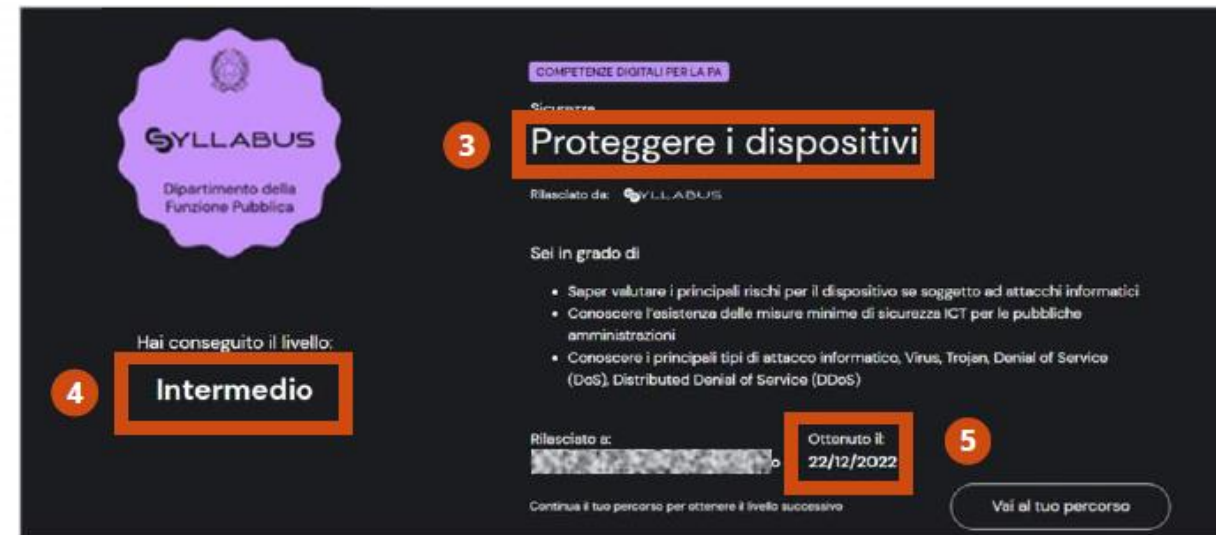 SYLLABUS
Dipartimento della
Funzione Pubblica
Hai conseguito il livello:
4
Intermedio
COMPETENZE DIGITALI PER LA PA
Sicurezza
3
Proteggere i dispositivi
Rilasciato da: SYLLABUS
Sei in grado di
• Saper valutare i principali rischi per il dispositivo se soggetto ad attacchi informatici
• Conoscere l'esistenza delle misure minime di sicurezza ICT per le pubbliche
amministrazioni
• Conoscere i principali tipi di attacco informatico, Virus, Trojan, Denial of Service
(DoS), Distributed Denial of Service (DDoS)
Rilasciato a:
o
Ottenuto il:
22/12/2022
5
Continua il tuo percorso per ottenere il livello successivo
Vai al tuo percorso